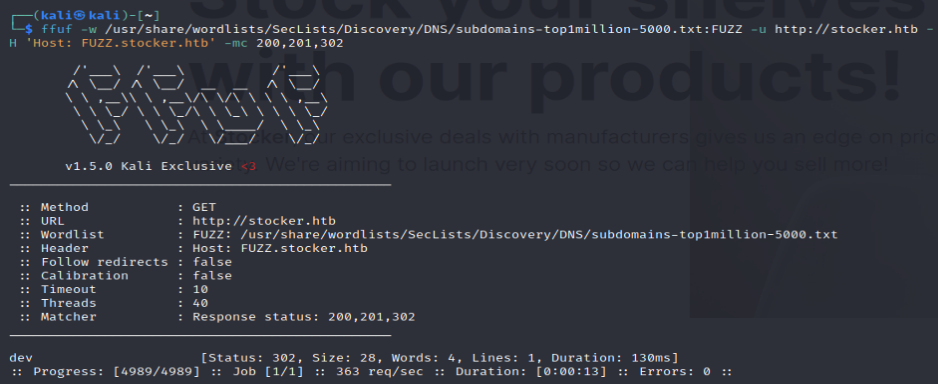 Stock your shelves
┌──(kali㉿kali)-[~]
└─$ ffuf -w /usr/share/wordlists/SecLists/Discovery/DNS/subdomains-top1million-5000.txt:FUZZ -u http://stocker.htb -
H 'Host: FUZZ.stocker.htb' -mc 200,201,302
with our products!
At Stocker, our exclusive deals with manufacturers gives us an edge on pric
We're aiming to launch very soon so we can help you sell more!
v1.5.0 Kali Exclusive <3
:: Method : GET
:: URL : http://stocker.htb
:: Wordlist : FUZZ: /usr/share/wordlists/SecLists/Discovery/DNS/subdomains-top1million-5000.txt
:: Header : Host: FUZZ.stocker.htb
:: Follow redirects : false
:: Calibration : false
:: Timeout : 10
:: Threads : 40
:: Matcher : Response status: 200,201,302
dev [Status: 302, Size: 28, Words: 4, Lines: 1, Duration: 130ms]
:: Progress: [4989/4989] :: Job [1/1] :: 363 req/sec :: Duration: [0:00:13] :: Errors: 0 ::